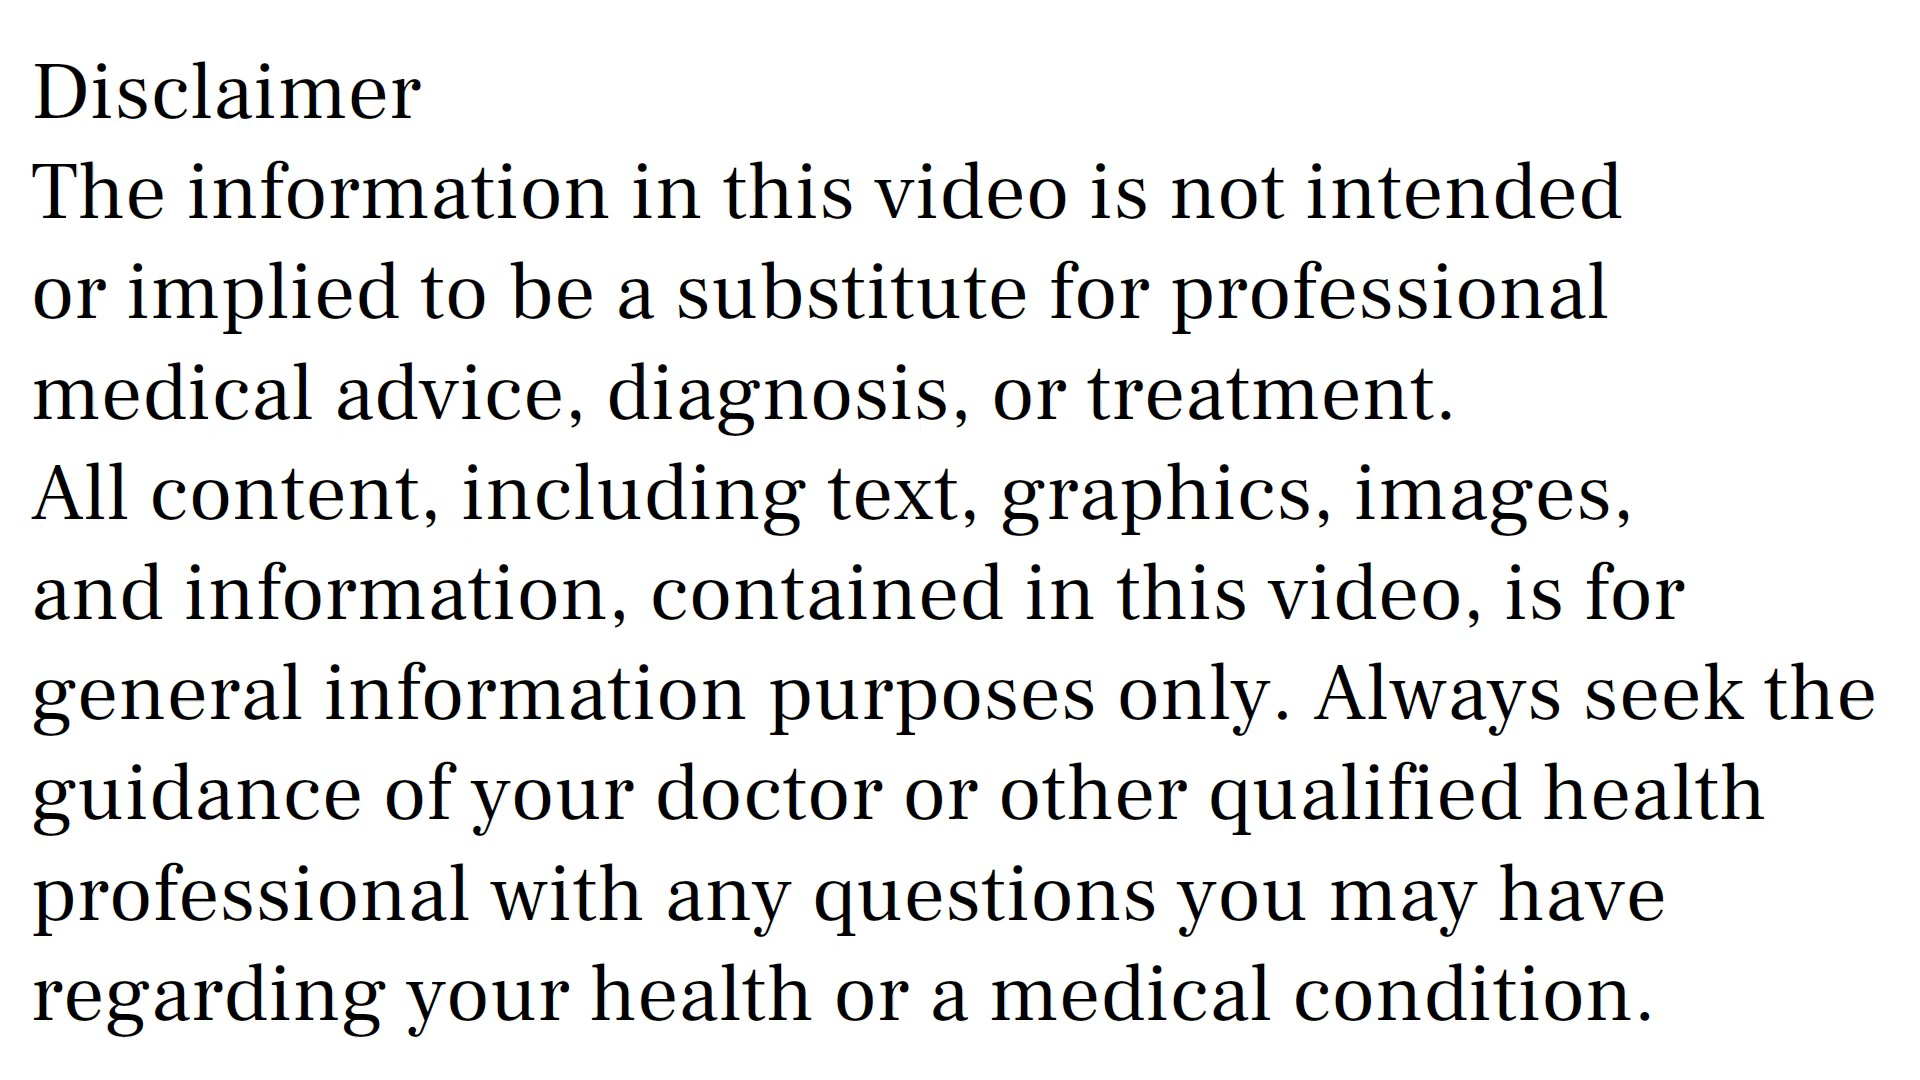 Disclaimer
The information in this video is not intended
or implied to be a substitute for professional
medical advice, diagnosis, or treatment.
All content, including text, graphics, images,
and information, contained in this video, is for
general information purposes only. Always seek the
guidance of your doctor or other qualified health
professional with any questions you may have
regarding your health or a medical condition.